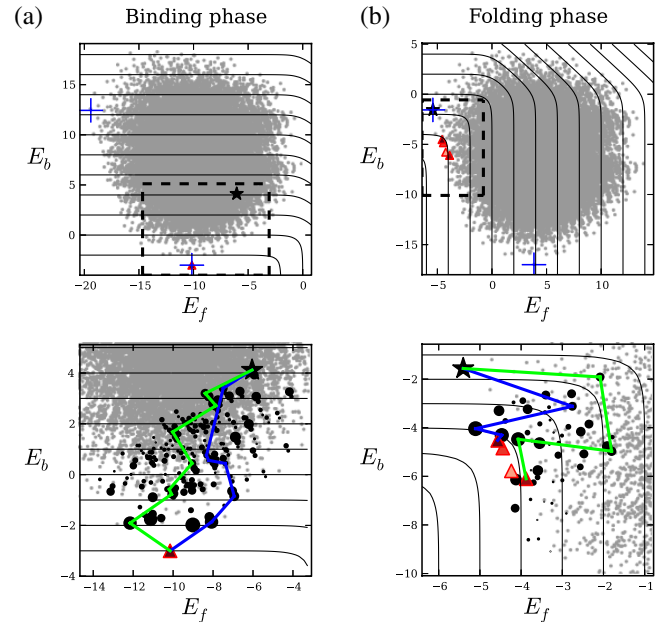 (a) Binding phase (b) Folding phase
15
10
5
0
−20 −15 −10 −5 0
E_b
E_f
5
0
−5
−10
−15
−5 0 5 10
E_b
E_f
4
2
0
−2
−4
−14 −12 −10 −8 −6 −4
E_b
E_f
−2
−4
−6
−8
−10
−6 −5 −4 −3 −2 −1
E_b
E_f